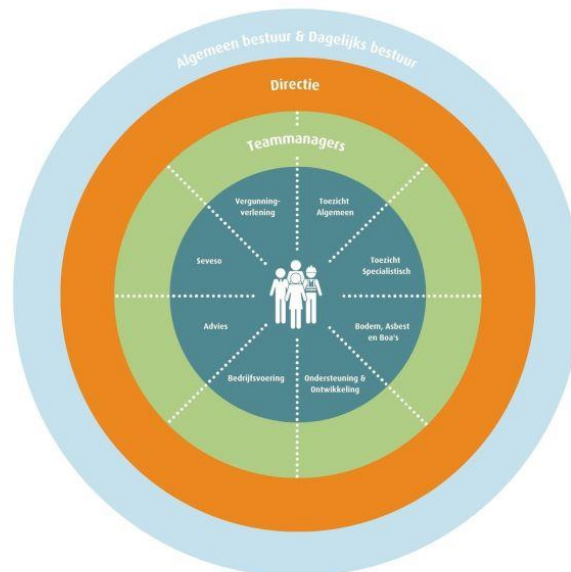 Algemeen bestuur & Dagelijks bestuur
Directie
Teammanagers
Vergunning-
verlening
Toezicht
Algemeen
Seveso
Toezicht
Specialistisch
Advies
Bodem, Asbest
en Boa's
Bedrijfsvoering
Ondersteuning &
Ontwikkeling